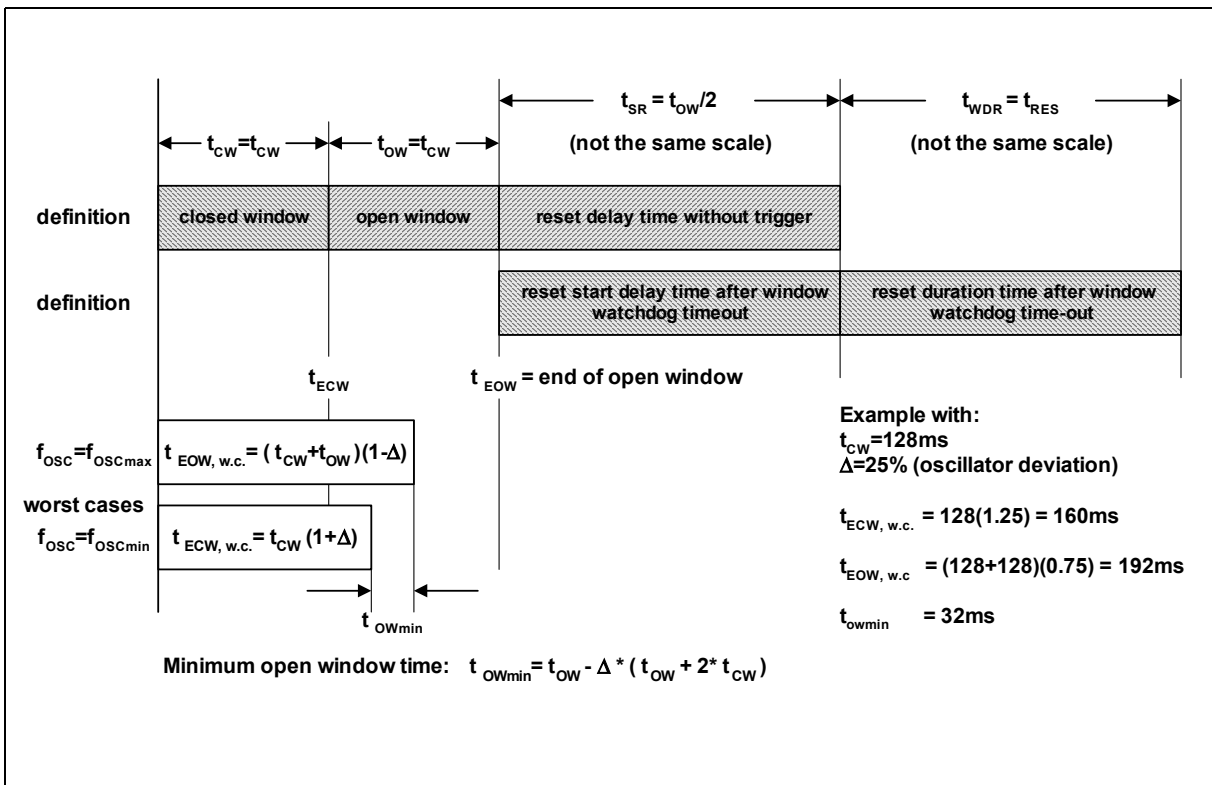 t_SR = t_OW/2
t_WDR = t_RES
(not the same scale)
(not the same scale)
t_CW=t_CW
t_OW=t_CW
definition
closed window
open window
reset delay time without trigger
definition
reset start delay time after window
watchdog timeout
reset duration time after window
watchdog time-out
t_ECW
t_EOW = end of open window
f_OSC=f_OSCmax
t_EOW, w.c. = ( t_CW+t_OW)(1-Δ)
worst cases
f_OSC=f_OSCmin
t_ECW, w.c. = t_CW (1+Δ)
t_OWmin
Example with:
t_CW=128ms
Δ=25% (oscillator deviation)
t_ECW, w.c. = 128(1.25) = 160ms
t_EOW, w.c = (128+128)(0.75) = 192ms
t_owmin = 32ms
Minimum open window time: t_OWmin= t_OW - Δ * ( t_OW + 2* t_CW)